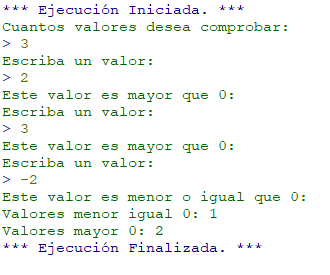 *** Ejecución Iniciada. ***
Cuantos valores desea comprobar:
> 3
Escriba un valor:
> 2
Este valor es mayor que 0:
Escriba un valor:
> 3
Este valor es mayor que 0:
Escriba un valor:
> -2
Este valor es menor o igual que 0:
Valores menor igual 0: 1
Valores mayor 0: 2
*** Ejecución Finalizada. ***